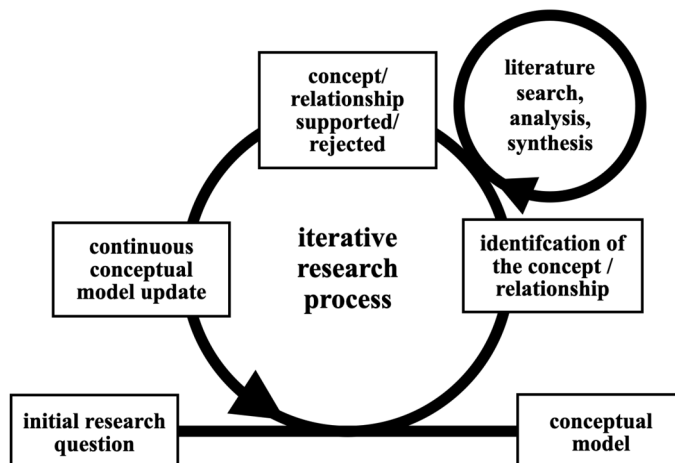 concept/
relationship
supported/
rejected
literature
search,
analysis,
synthesis
continuous
conceptual
model update
iterative
research
process
identifcation of
the concept /
relationship
initial research
question
conceptual
model